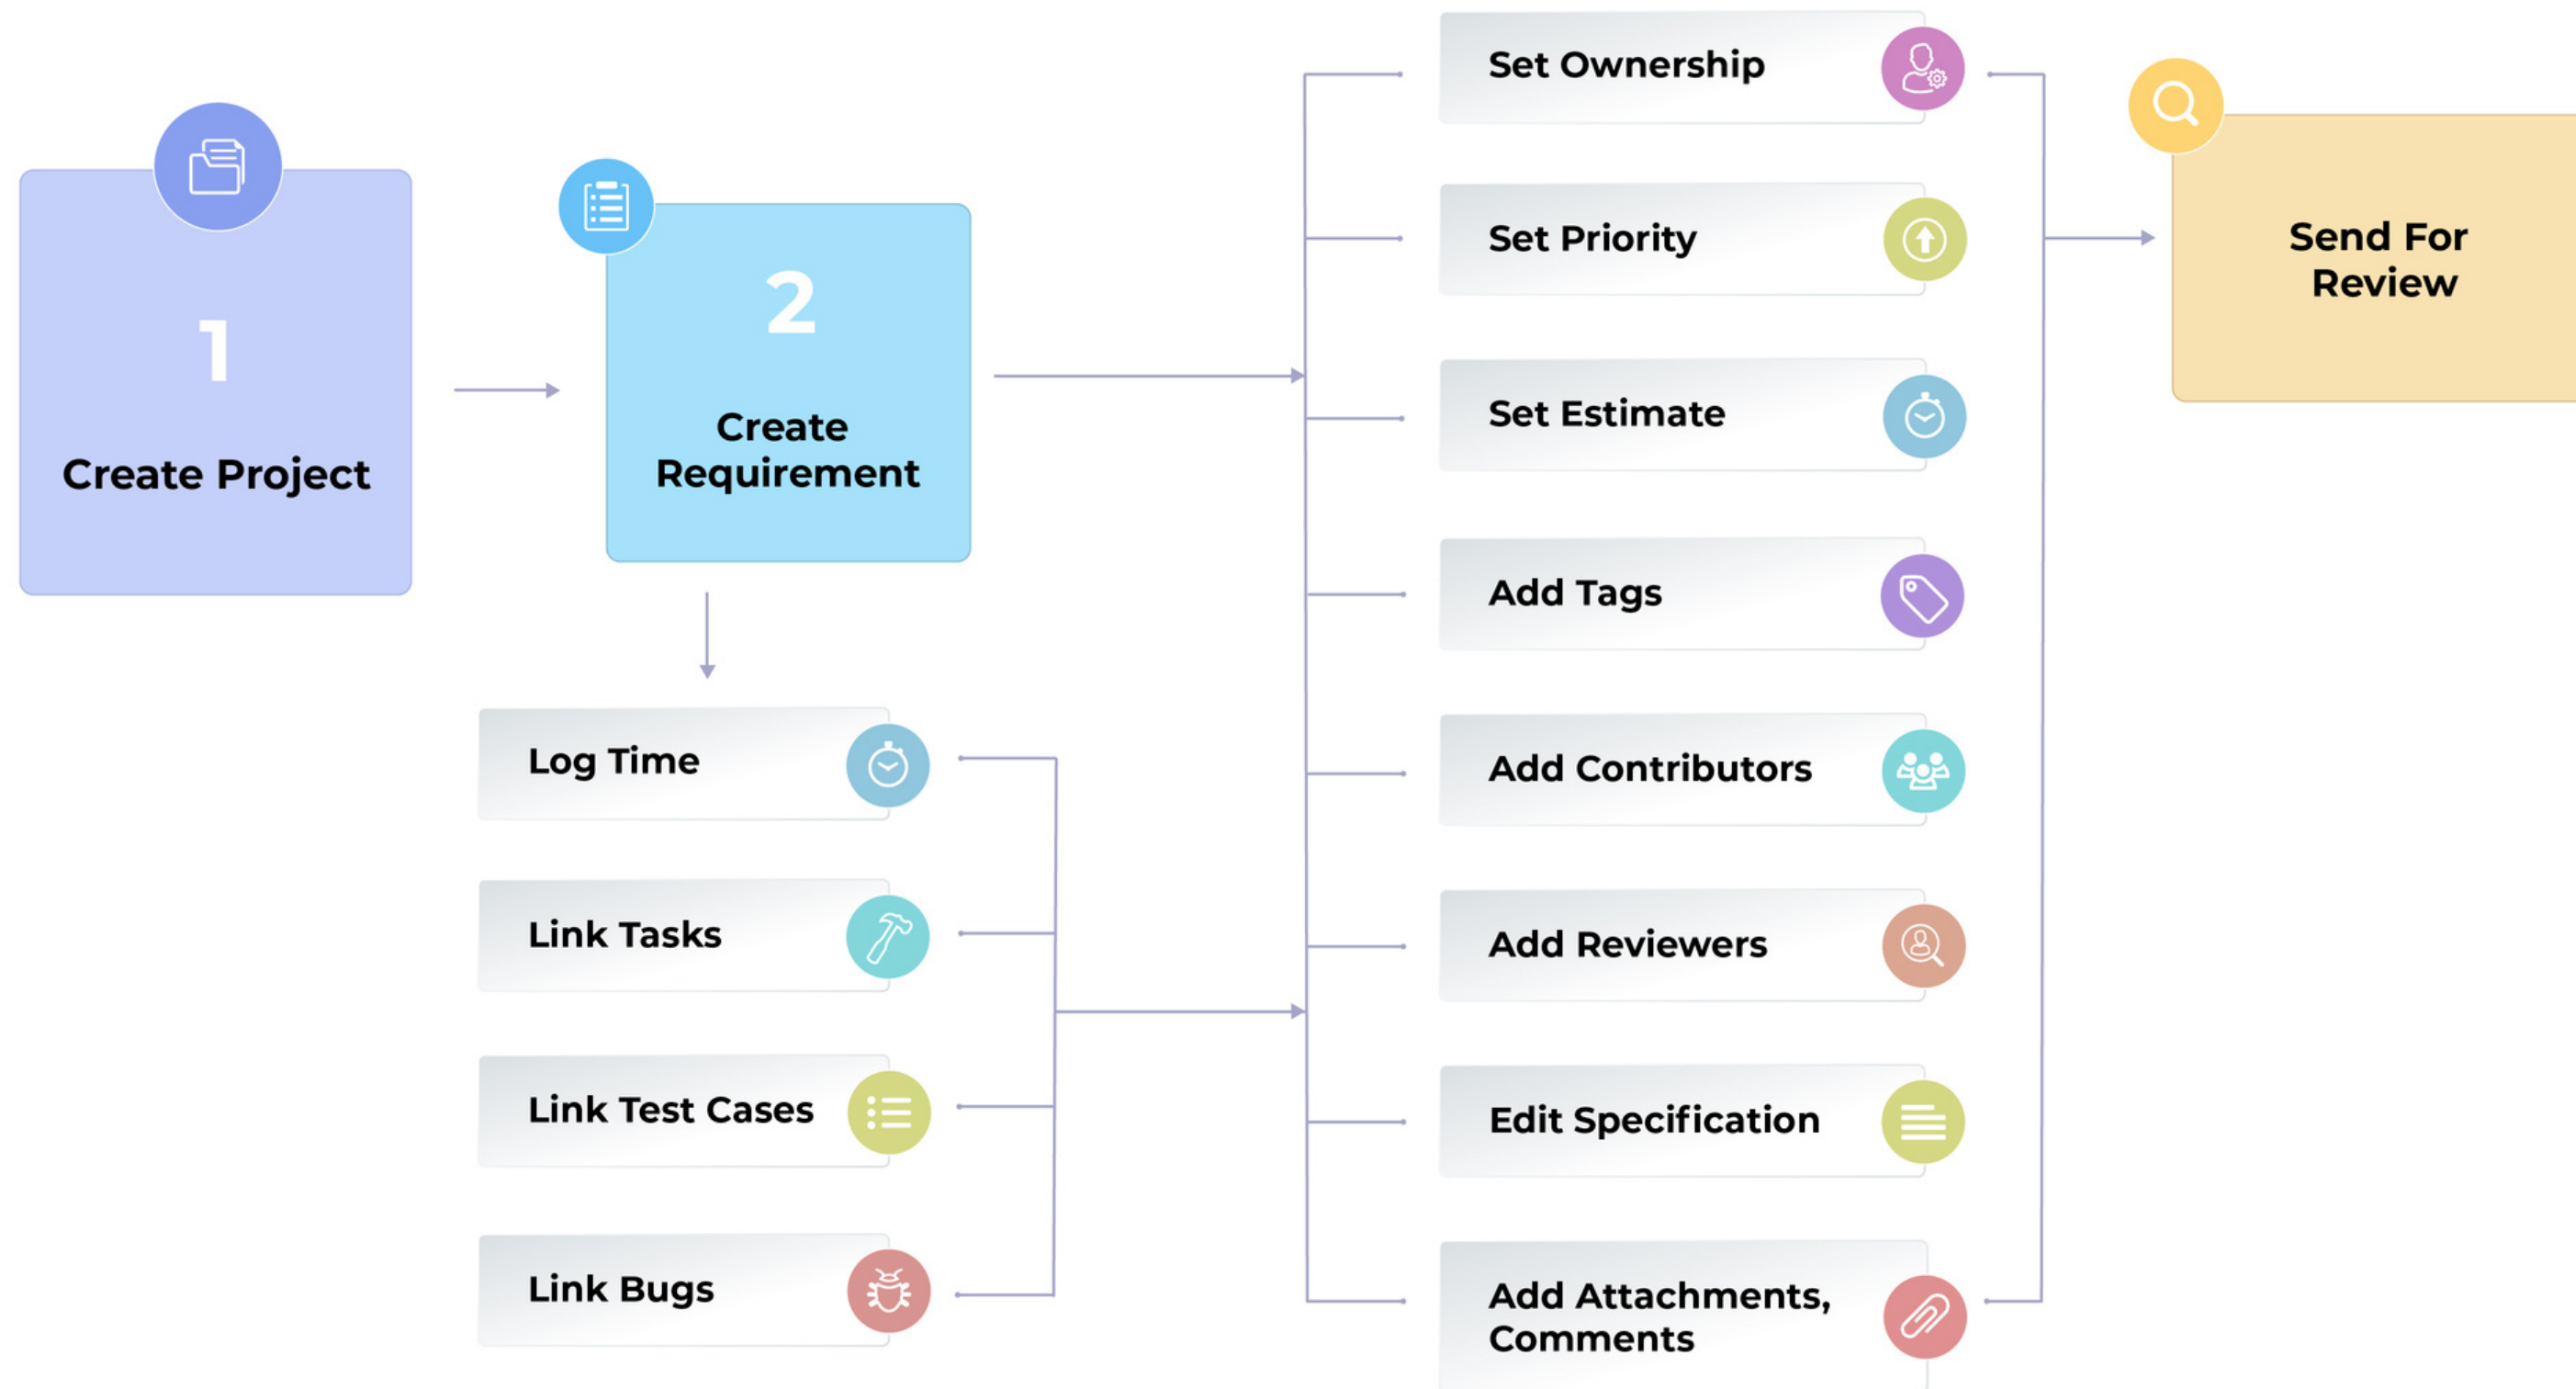 1
Create Project
2
Create
Requirement
Log Time
Link Tasks
Link Test Cases
Link Bugs
Set Ownership
Set Priority
Set Estimate
Add Tags
Add Contributors
Add Reviewers
Edit Specification
Add Attachments,
Comments
Send For
Review